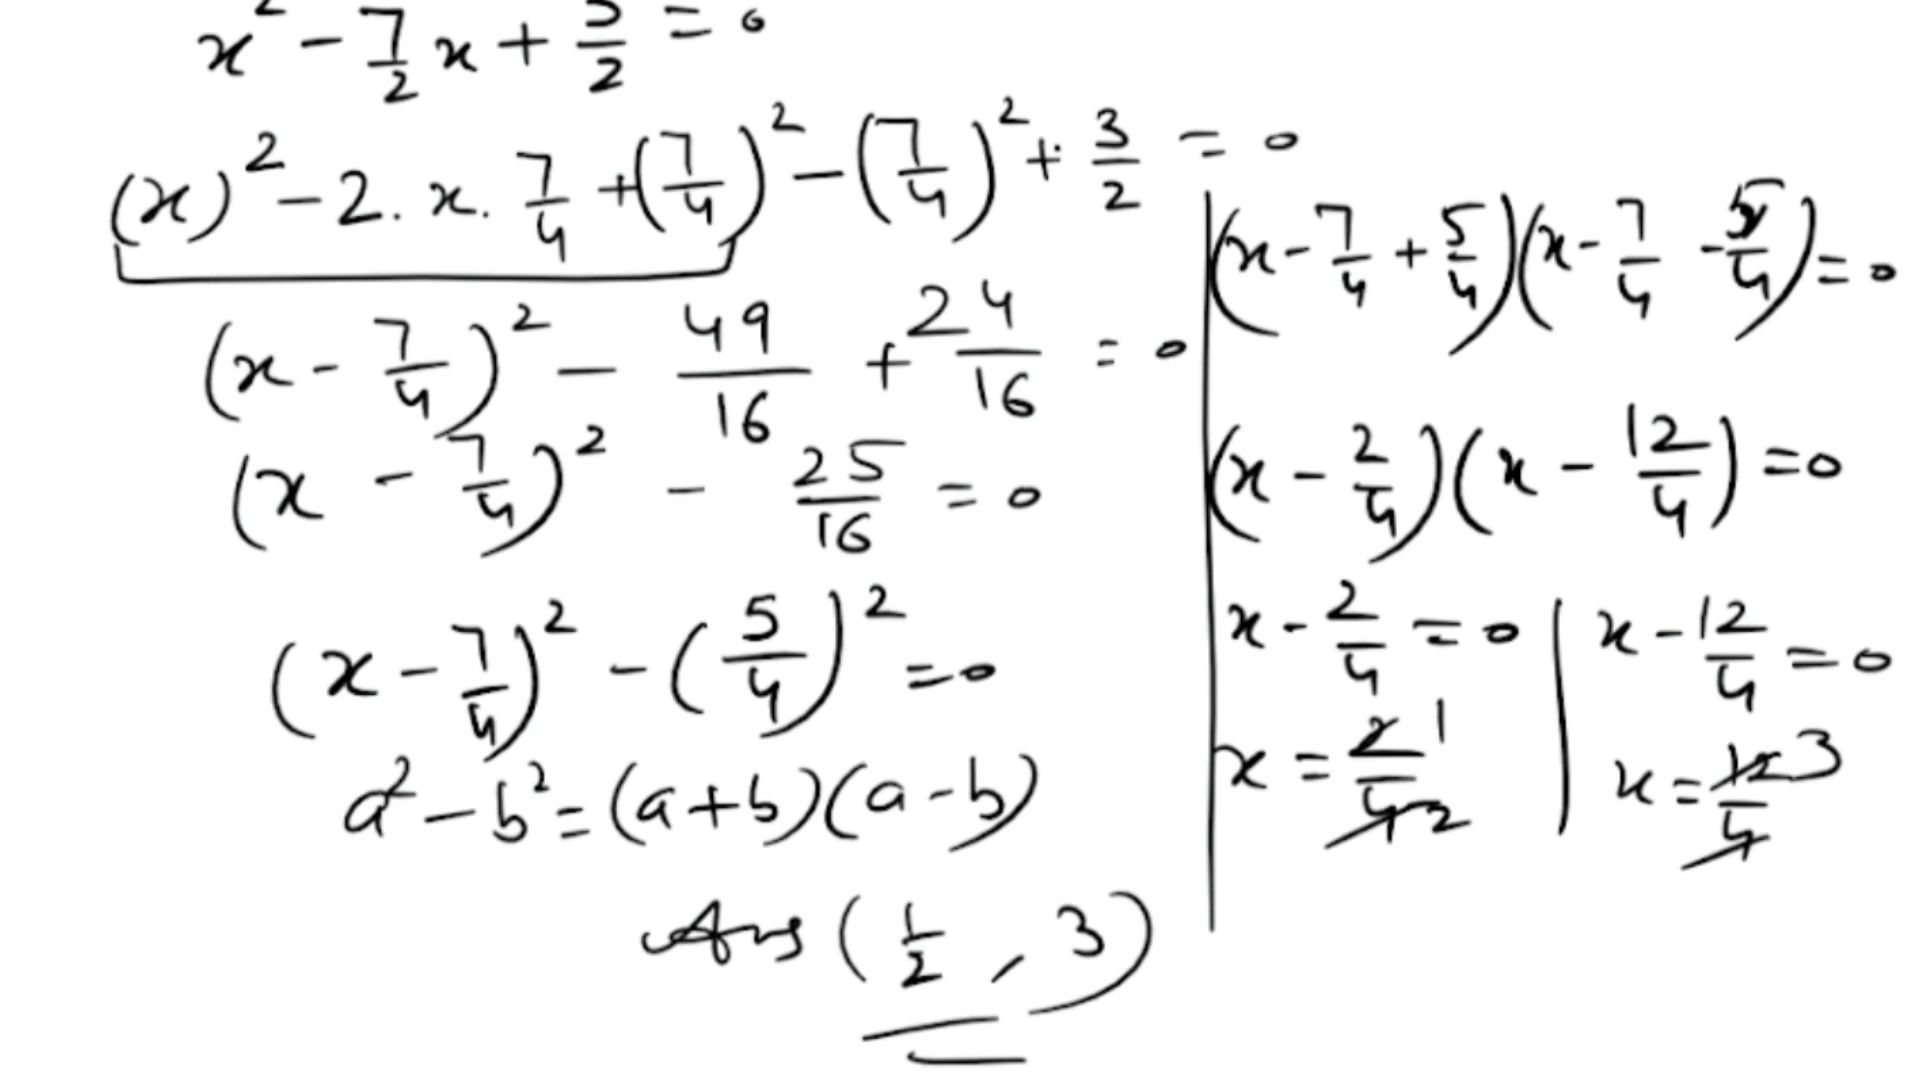 x² - 7/2 x + 3/2 = 0
(x)² - 2. x. 7/4 + (7/4)² - (7/4)² + 3/2 = 0
(x - 7/4)² - 49/16 + 24/16 = 0
(x - 7/4)² - 25/16 = 0
(x - 7/4)² - (5/4)² = 0
a² - b² = (a+b)(a-b)
(x - 7/4 + 5/4)(x - 7/4 - 5/4) = 0
(x - 2/4)(x - 12/4) = 0
x - 2/4 = 0 | x - 12/4 = 0
x = 2/4 1 2 | x = 12/4 3
Ans (1/2 , 3)